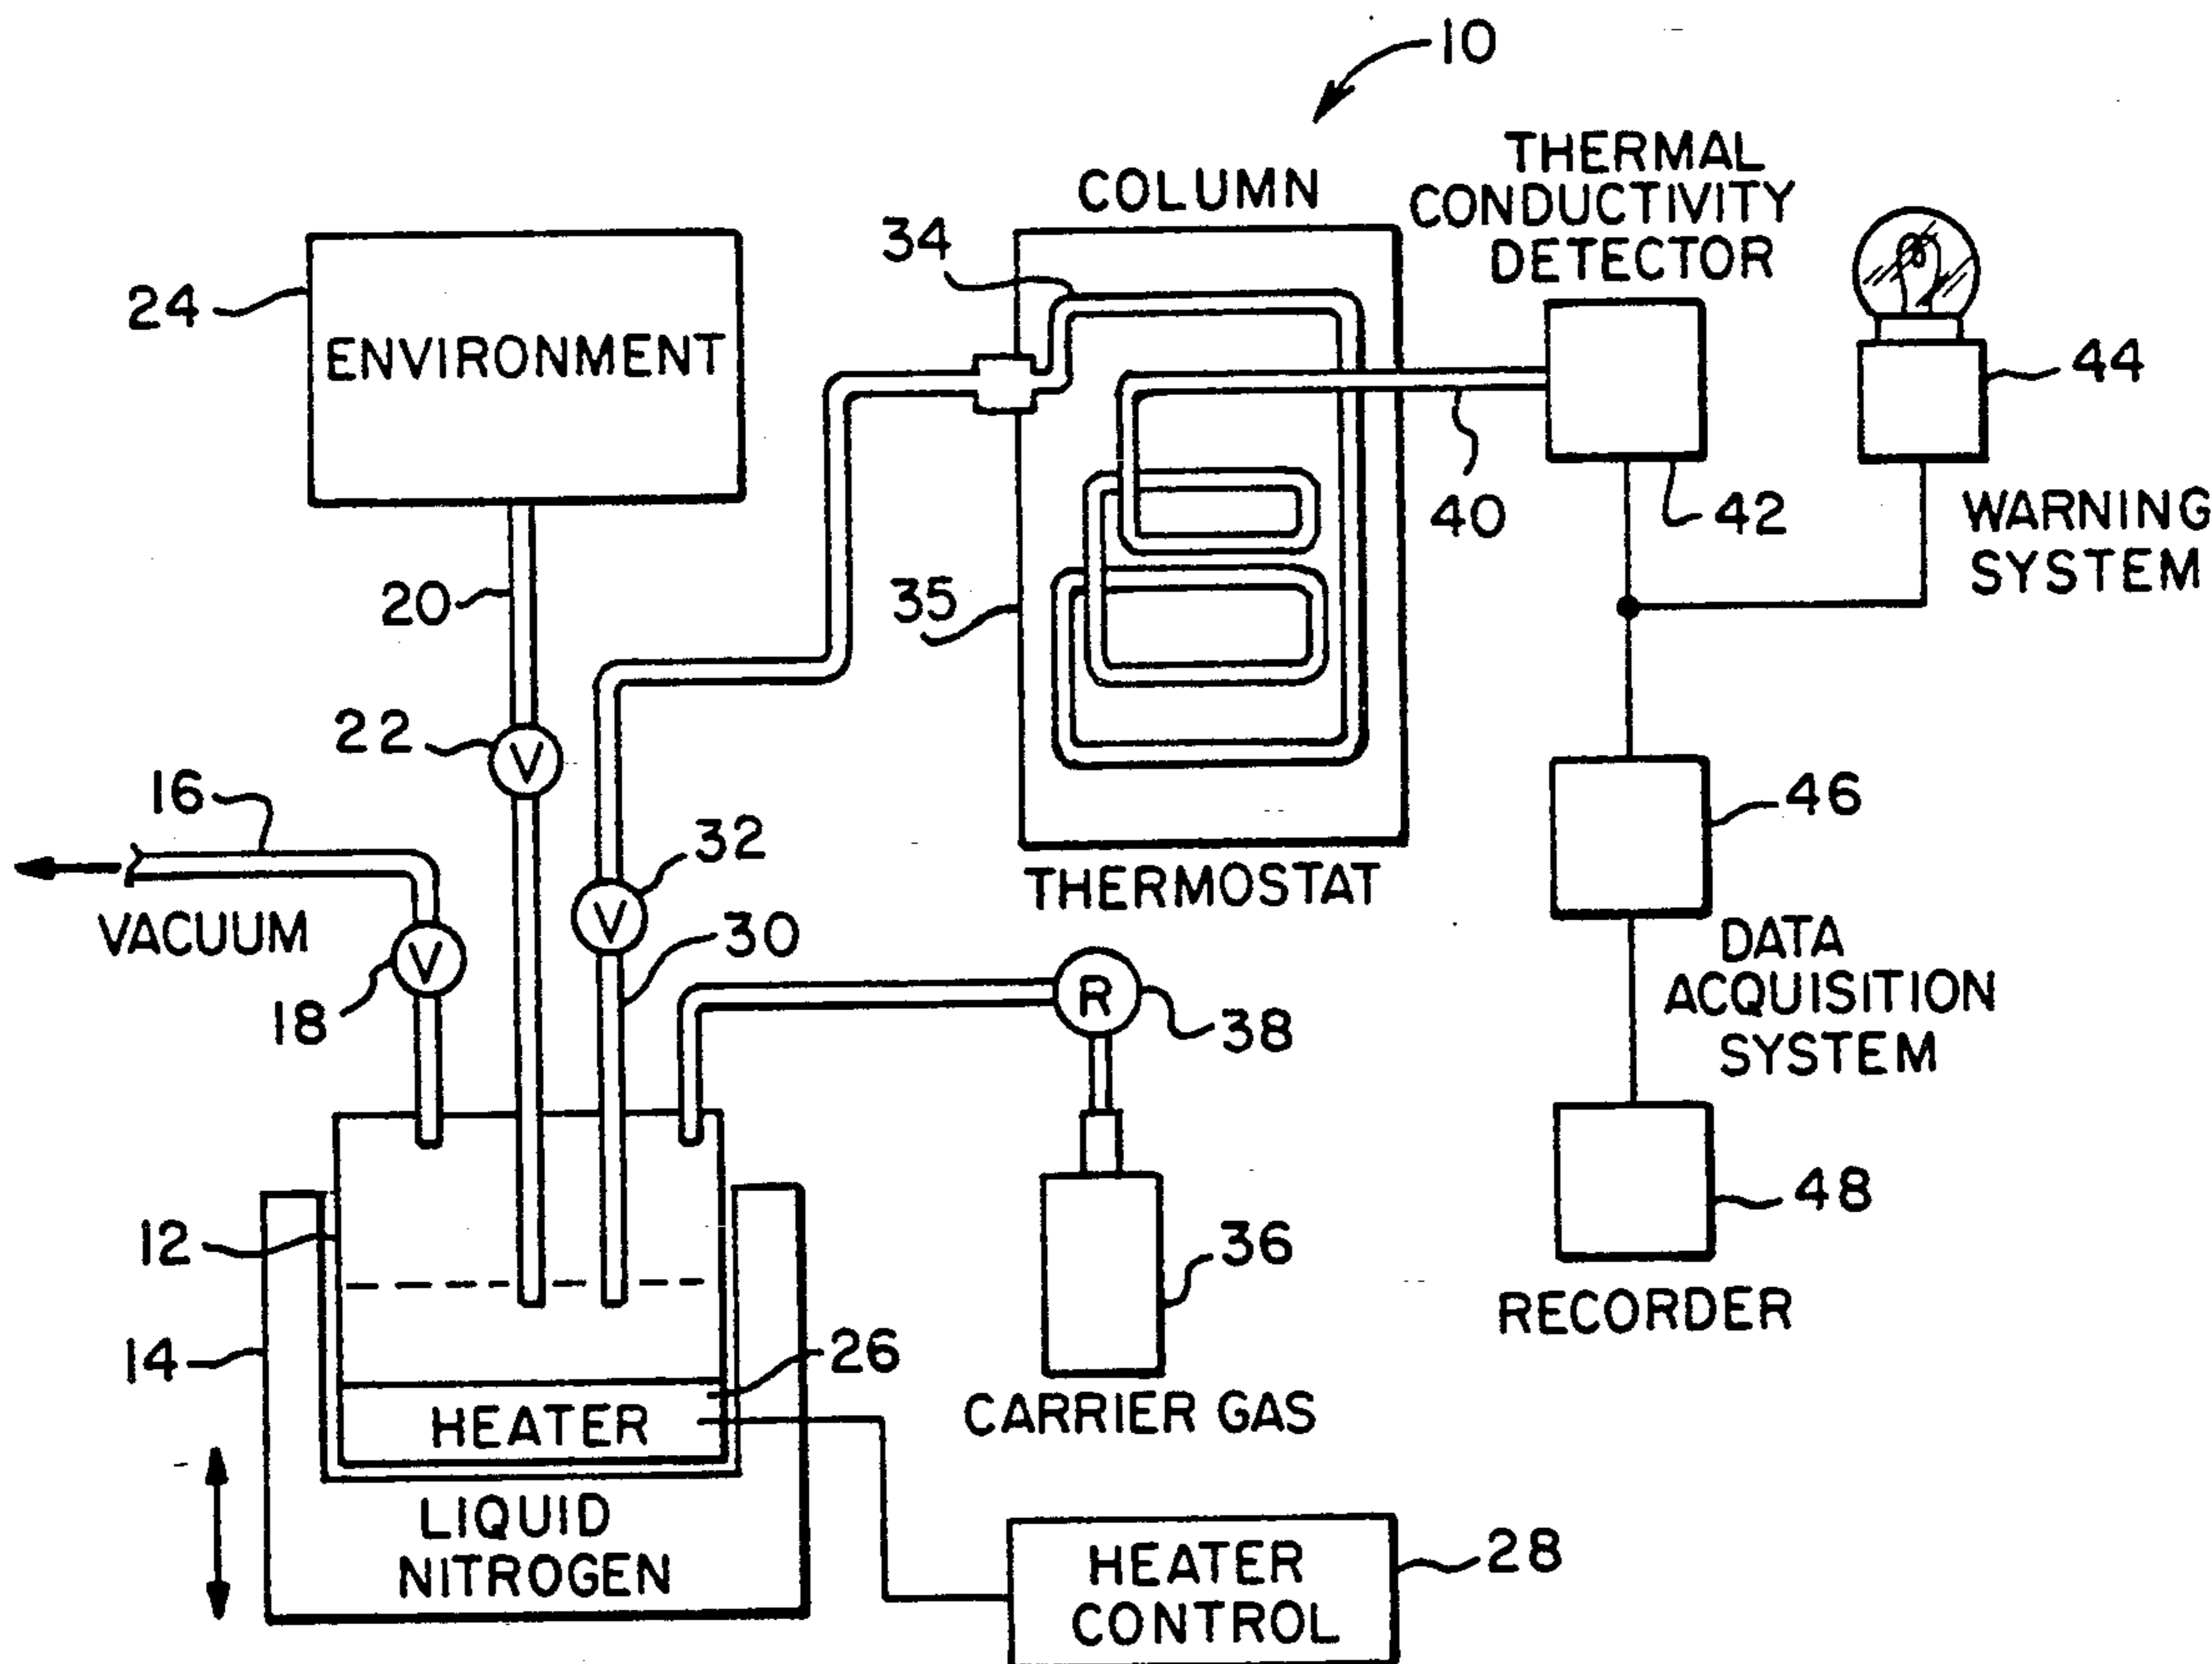 10
THERMAL
CONDUCTIVITY
DETECTOR
COLUMN
34
24
ENVIRONMENT
44
40
42
WARNING
SYSTEM
20
35
22
V
16
46
32
VACUUM
V
18
V
30
THERMOSTAT
R
38
DATA
ACQUISITION
SYSTEM
12
36
48
14
26
RECORDER
HEATER
CARRIER GAS
LIQUID
NITROGEN
HEATER
CONTROL
28